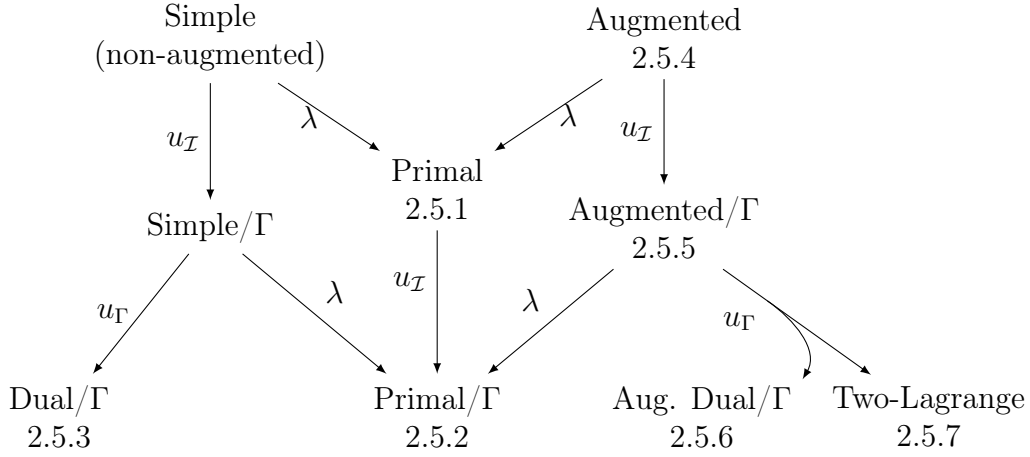 Simple
(non-augmented)
Augmented
2.5.4
λ
λ
u_ℐ
u_ℐ
Primal
2.5.1
Simple/Γ
Augmented/Γ
2.5.5
u_ℐ
λ
λ
u_Γ
u_Γ
Dual/Γ
2.5.3
Primal/Γ
2.5.2
Aug. Dual/Γ
2.5.6
Two-Lagrange
2.5.7